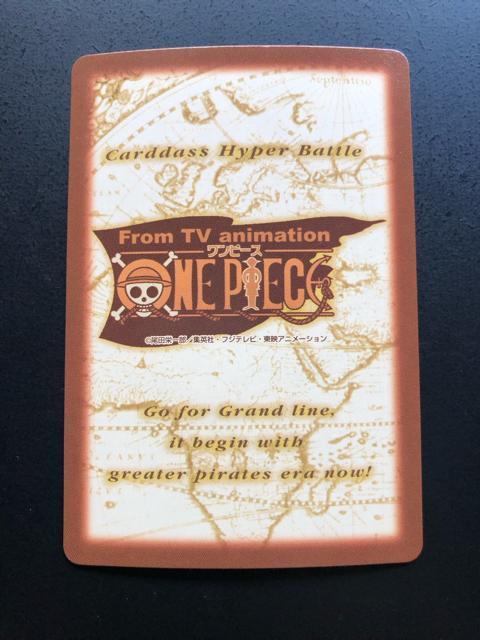 Septentrio
Carddass Hyper Battle
From TV animation
ワンピース
ONE PIECE
©尾田栄一郎/集英社・フジテレビ・東映アニメーション
Go for Grand line,
it begin with
greater pirates era now!